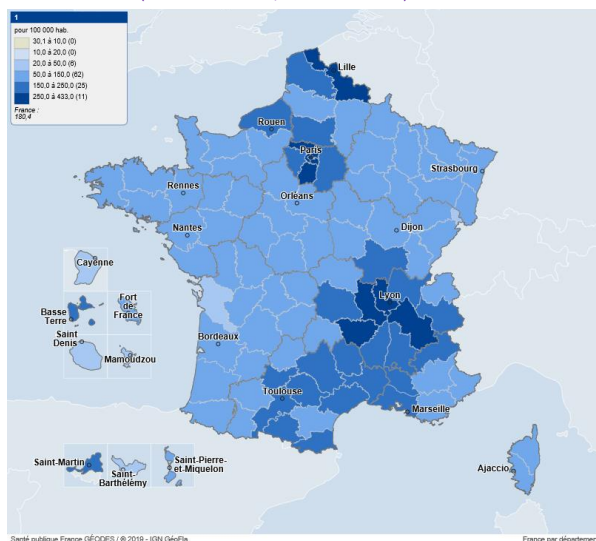 1
pour 100 000 hab.
30,1 à 10,0 (0)
10,0 à 20,0 (0)
20,0 à 50,0 (6)
50,0 à 150,0 (62)
150,0 à 250,0 (25)
250,0 à 433,0 (11)
France :
180,4
Lille
Rouen
Paris
Strasbourg
Rennes
Orléans
Nantes
Dijon
Cayenne
Lyon
Basse
Terre
Fort
de
France
Saint
Denis
Mamoudzou
Bordeaux
Toulouse
Marseille
Saint-Martin
Saint-
Barthélémy
Saint-Pierre-
et-Miquelon
Ajaccio
Santé publique France GÉODES / © 2019 - IGN GéoFla
France par départemen